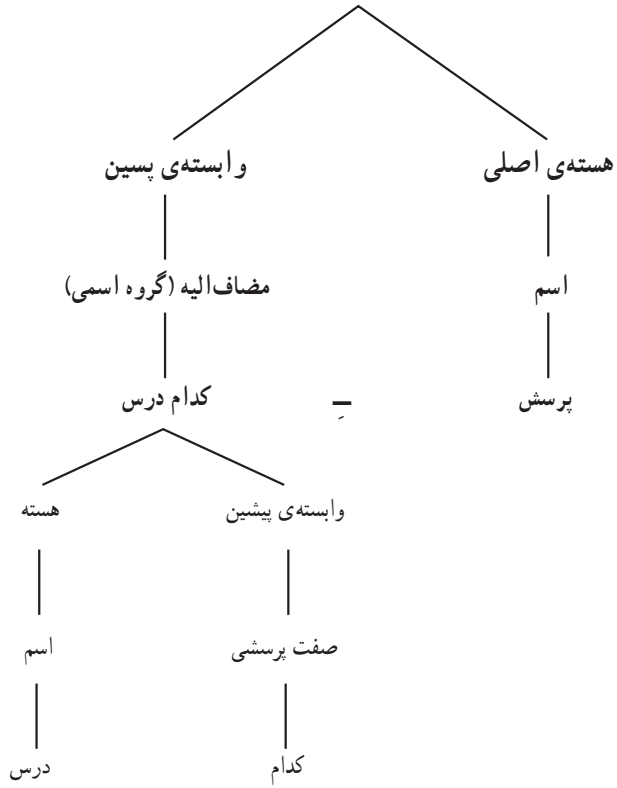 هسته‌ی اصلی وابسته‌ی پسین
اسم مضاف‌الیه (گروه اسمی)
پرسش ـِ کدام درس
وابسته‌ی پیشین هسته
صفت پرسشی اسم
کدام درس